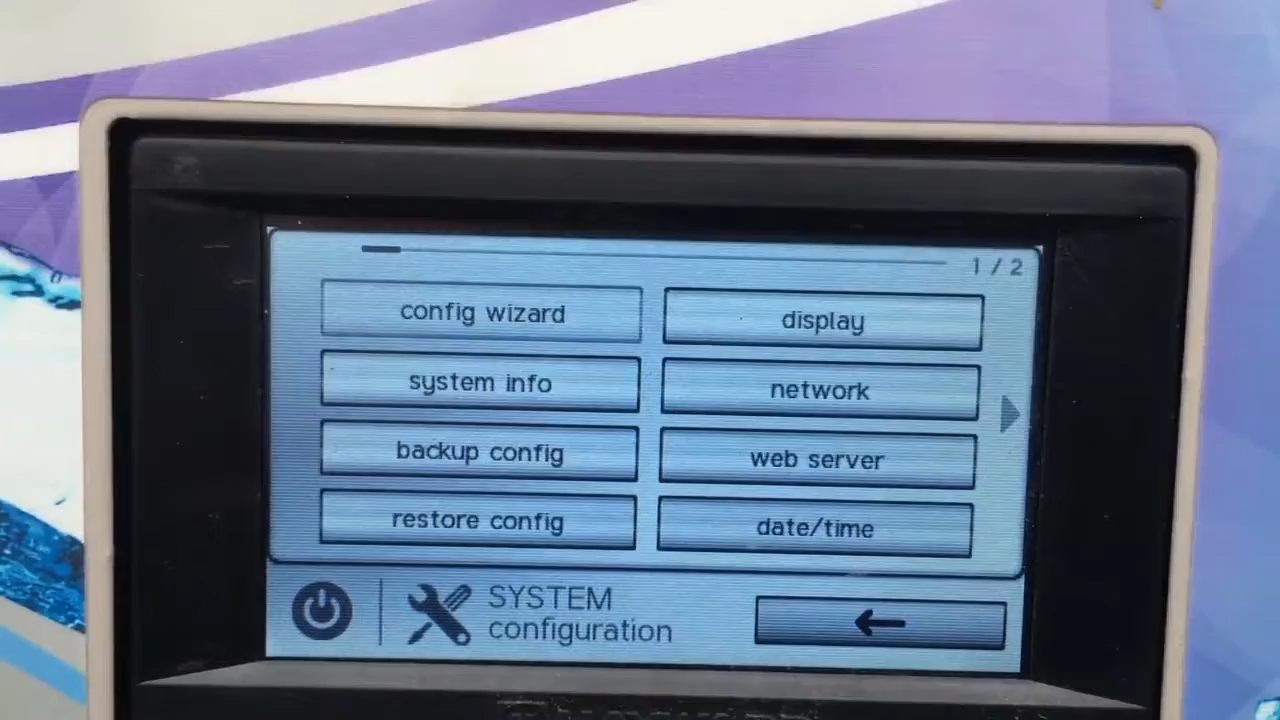 1 / 2
config wizard
display
system info
network
backup config
web server
restore config
date/time
SYSTEM
configuration